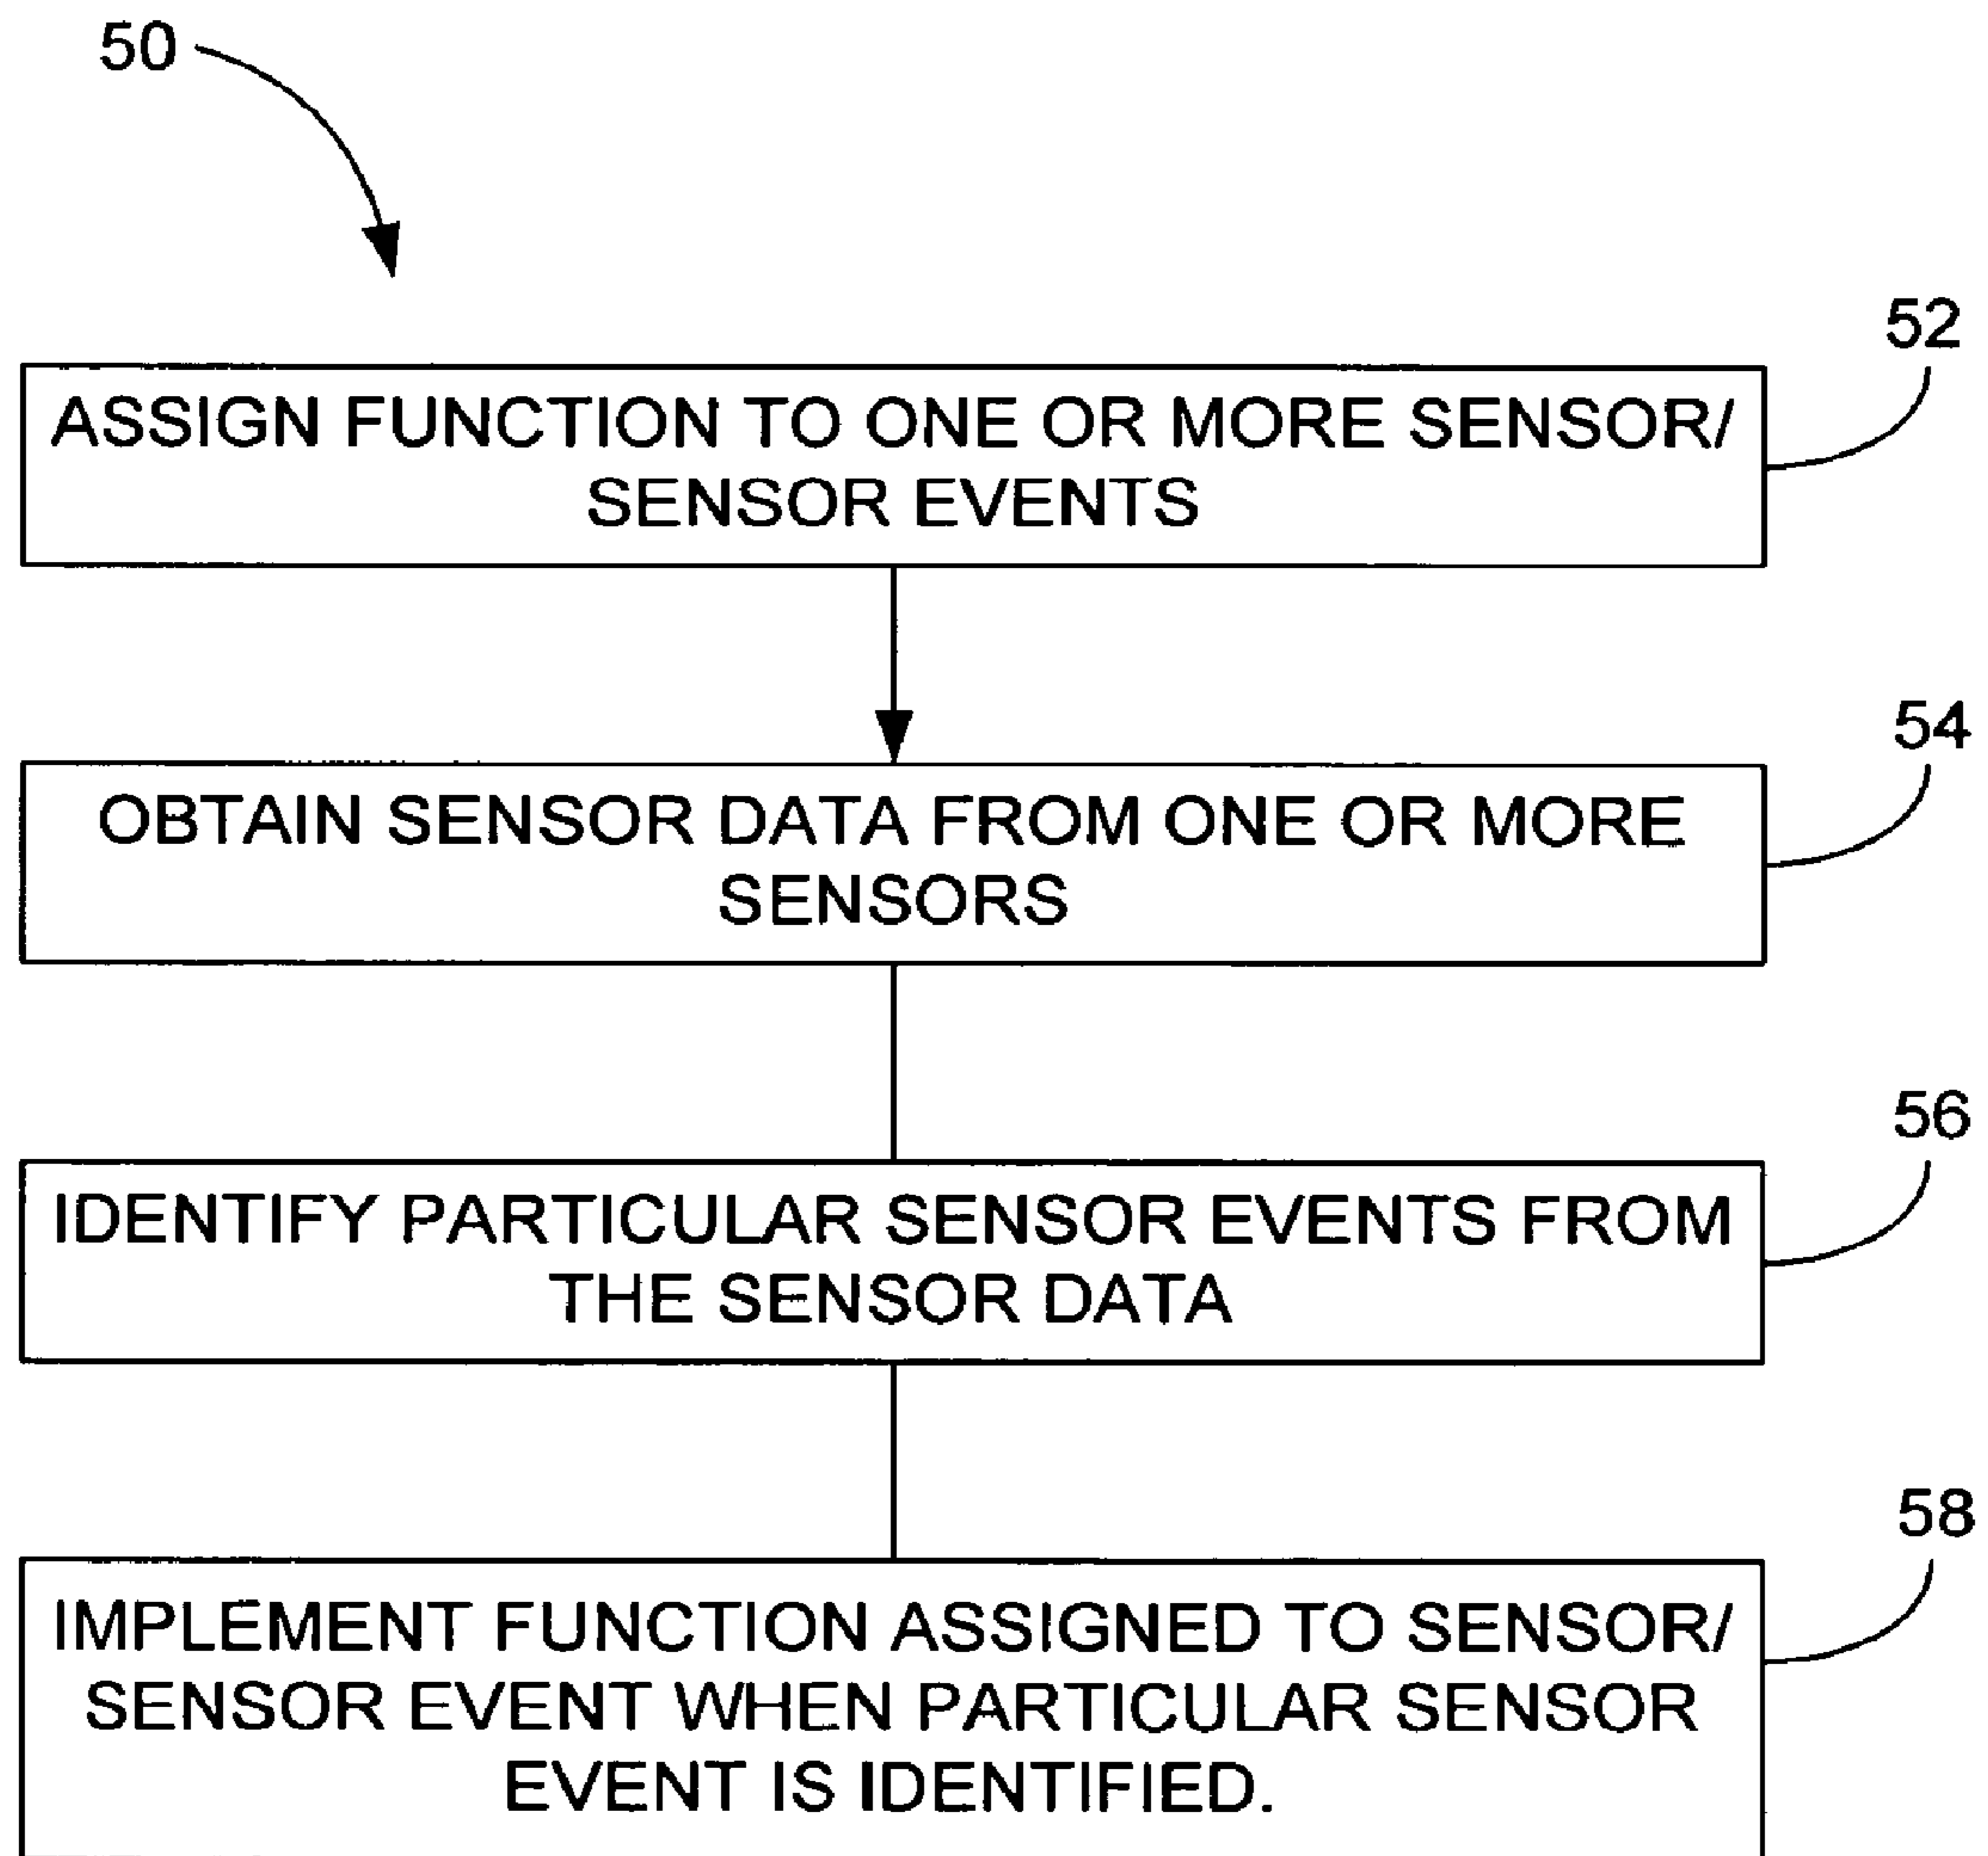 50
52
ASSIGN FUNCTION TO ONE OR MORE SENSOR/
SENSOR EVENTS
54
OBTAIN SENSOR DATA FROM ONE OR MORE
SENSORS
56
IDENTIFY PARTICULAR SENSOR EVENTS FROM
THE SENSOR DATA
58
IMPLEMENT FUNCTION ASSIGNED TO SENSOR/
SENSOR EVENT WHEN PARTICULAR SENSOR
EVENT IS IDENTIFIED.